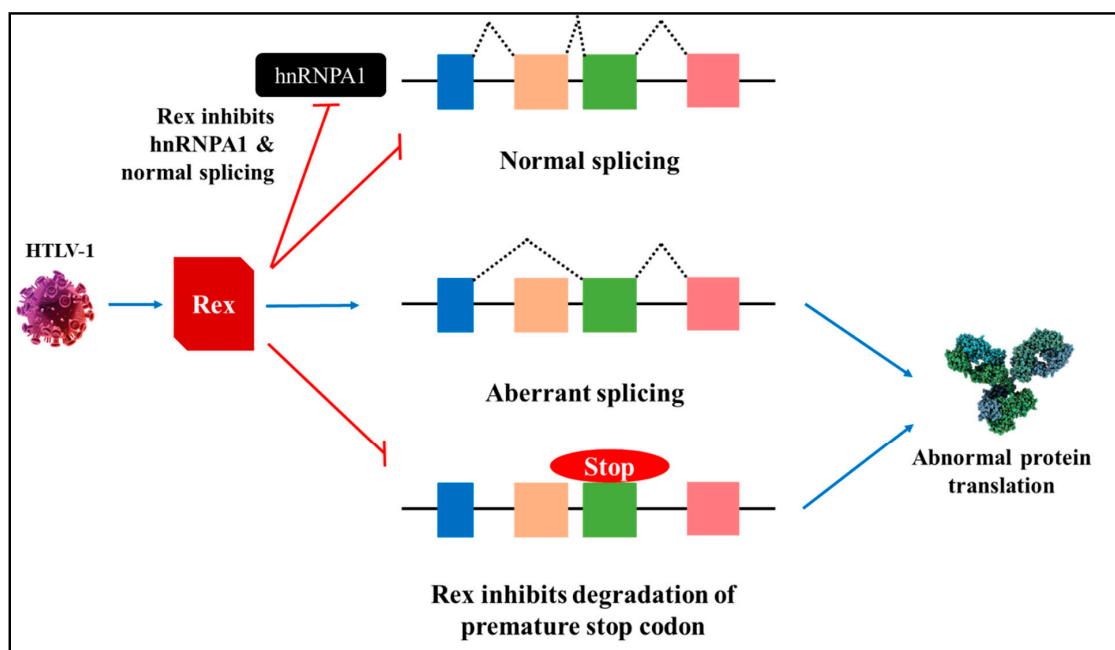 hnRNPA1
Rex inhibits
hnRNPA1 &
normal splicing
Normal splicing
HTLV-1
Rex
Aberrant splicing
Stop
Abnormal protein
translation
Rex inhibits degradation of
premature stop codon